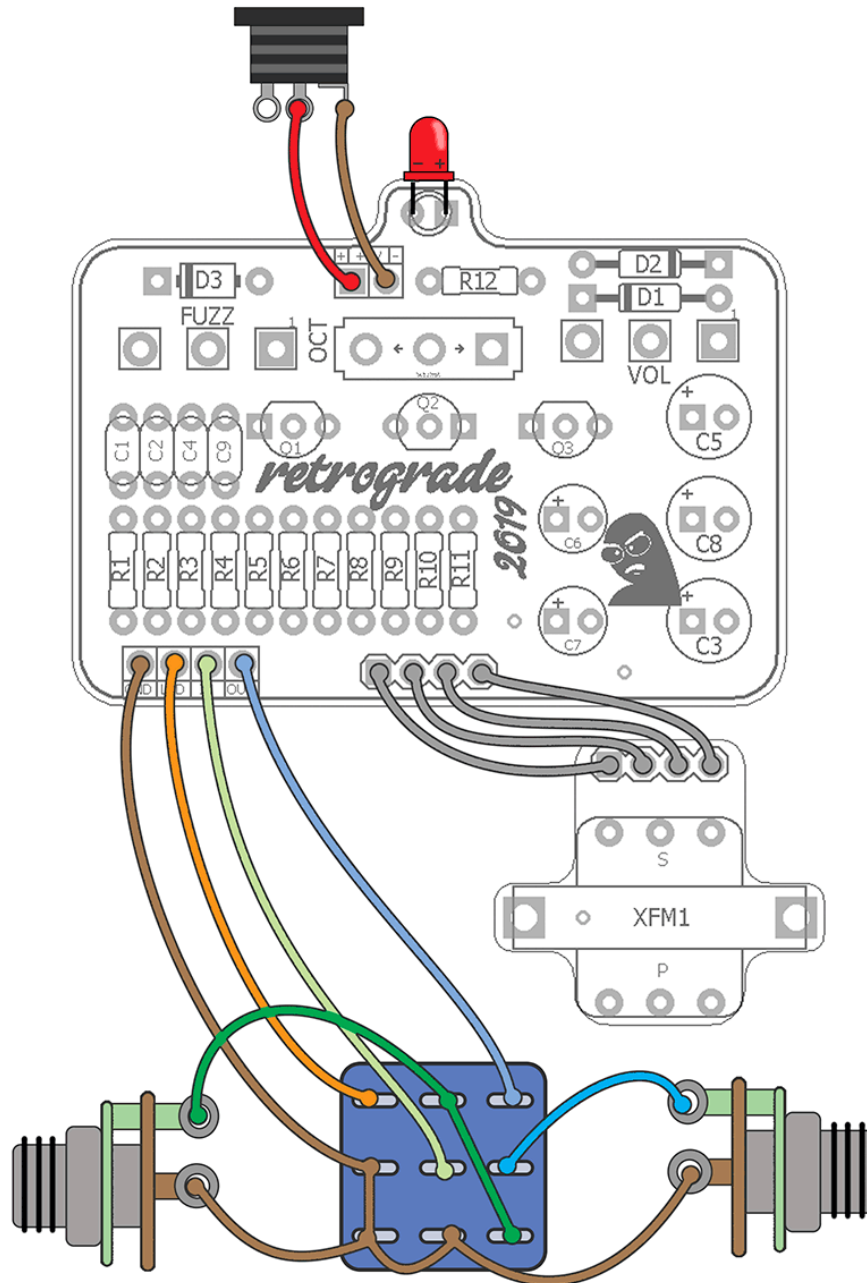 - +
+ + - -
D3
R12
D2
D1
FUZZ
1
OCT
1
VOL
Q1
Q2
Q3
C1
C2
C4
C9
C5
retrograde
2619
C6
C8
C7
C3
R1
R2
R3
R4
R5
R6
R7
R8
R9
R10
R11
S
XFM1
P